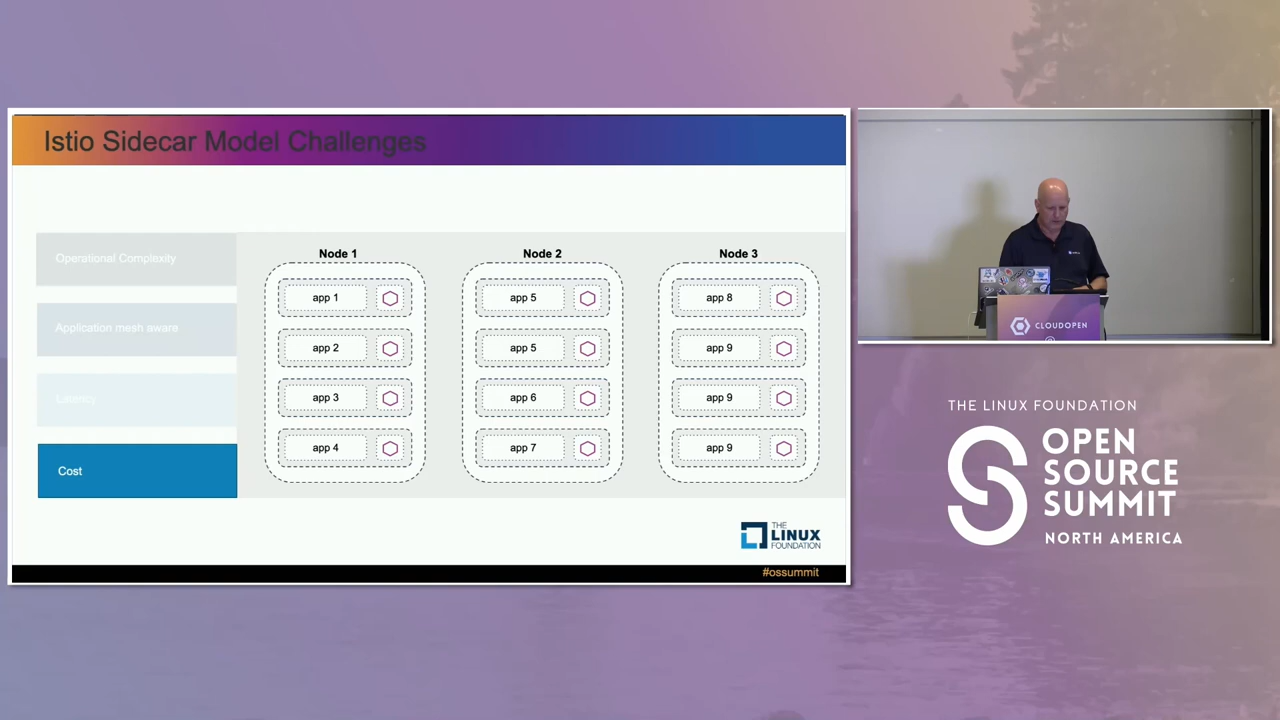 Istio Sidecar Model Challenges
Operational Complexity
Application mesh aware
Latency
Cost
Node 1
app 1
app 2
app 3
app 4
Node 2
app 5
app 5
app 6
app 7
Node 3
app 8
app 9
app 9
app 9
THE
LINUX
FOUNDATION
#ossummit
CLOUDOPEN
THE LINUX FOUNDATION
OPEN
SOURCE
SUMMIT
NORTH AMERICA